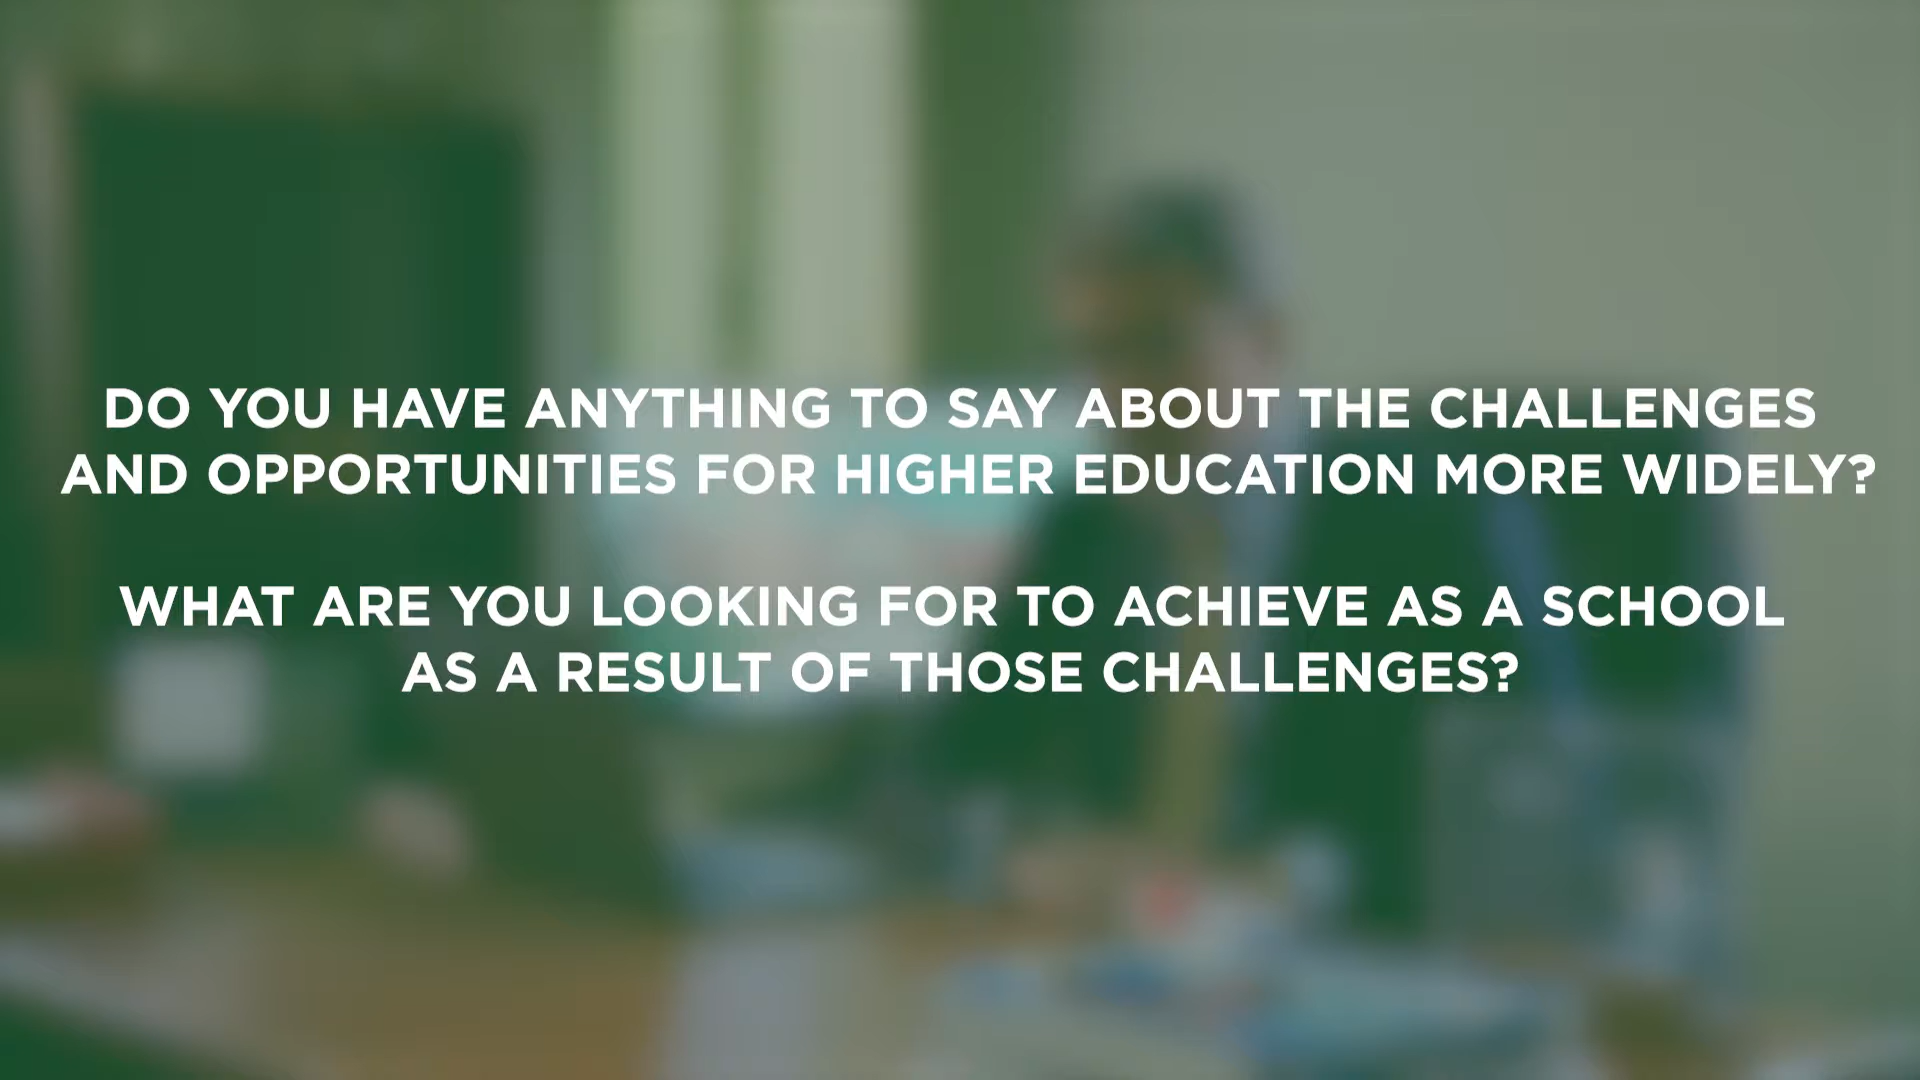 DO YOU HAVE ANYTHING TO SAY ABOUT THE CHALLENGES
AND OPPORTUNITIES FOR HIGHER EDUCATION MORE WIDELY?
WHAT ARE YOU LOOKING FOR TO ACHIEVE AS A SCHOOL
AS A RESULT OF THOSE CHALLENGES?